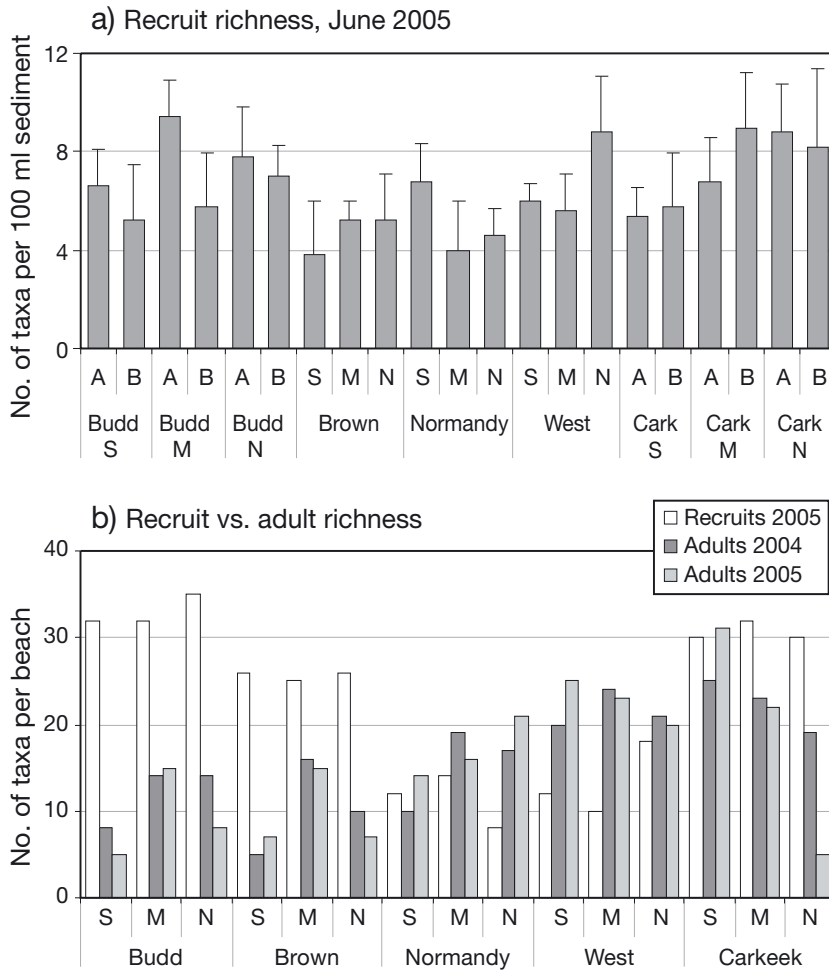 a) Recruit richness, June 2005
No. of taxa per 100 ml sediment
12
8
4
0
A B A B A B S M N S M N S M N A B A B A B
Budd Budd Budd Brown Normandy West Cark Cark Cark
S M N S M N
b) Recruit vs. adult richness
Recruits 2005
Adults 2004
Adults 2005
No. of taxa per beach
40
30
20
10
0
S M N S M N S M N S M N S M N
Budd Brown Normandy West Carkeek